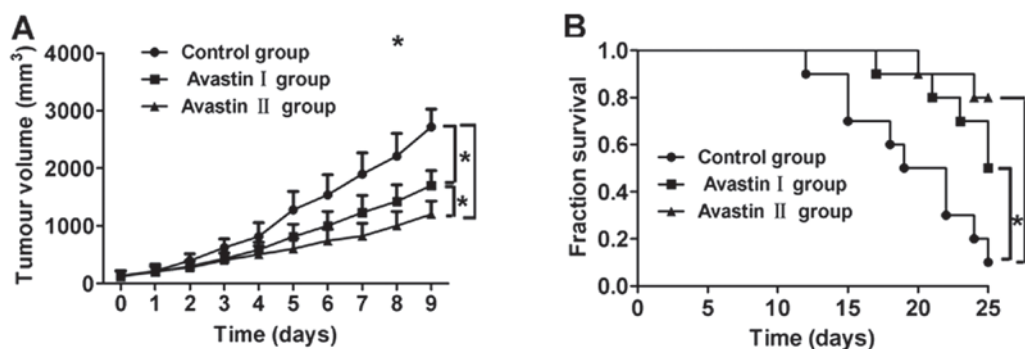 A
*
Tumour volume (mm³)
4000
3000
2000
1000
0
Control group
Avastin I group
Avastin II group
*
*
0 1 2 3 4 5 6 7 8 9
Time (days)
B
Fraction survival
1.0
0.8
0.6
0.4
0.2
0.0
Control group
Avastin I group
Avastin II group
*
0 5 10 15 20 25
Time (days)